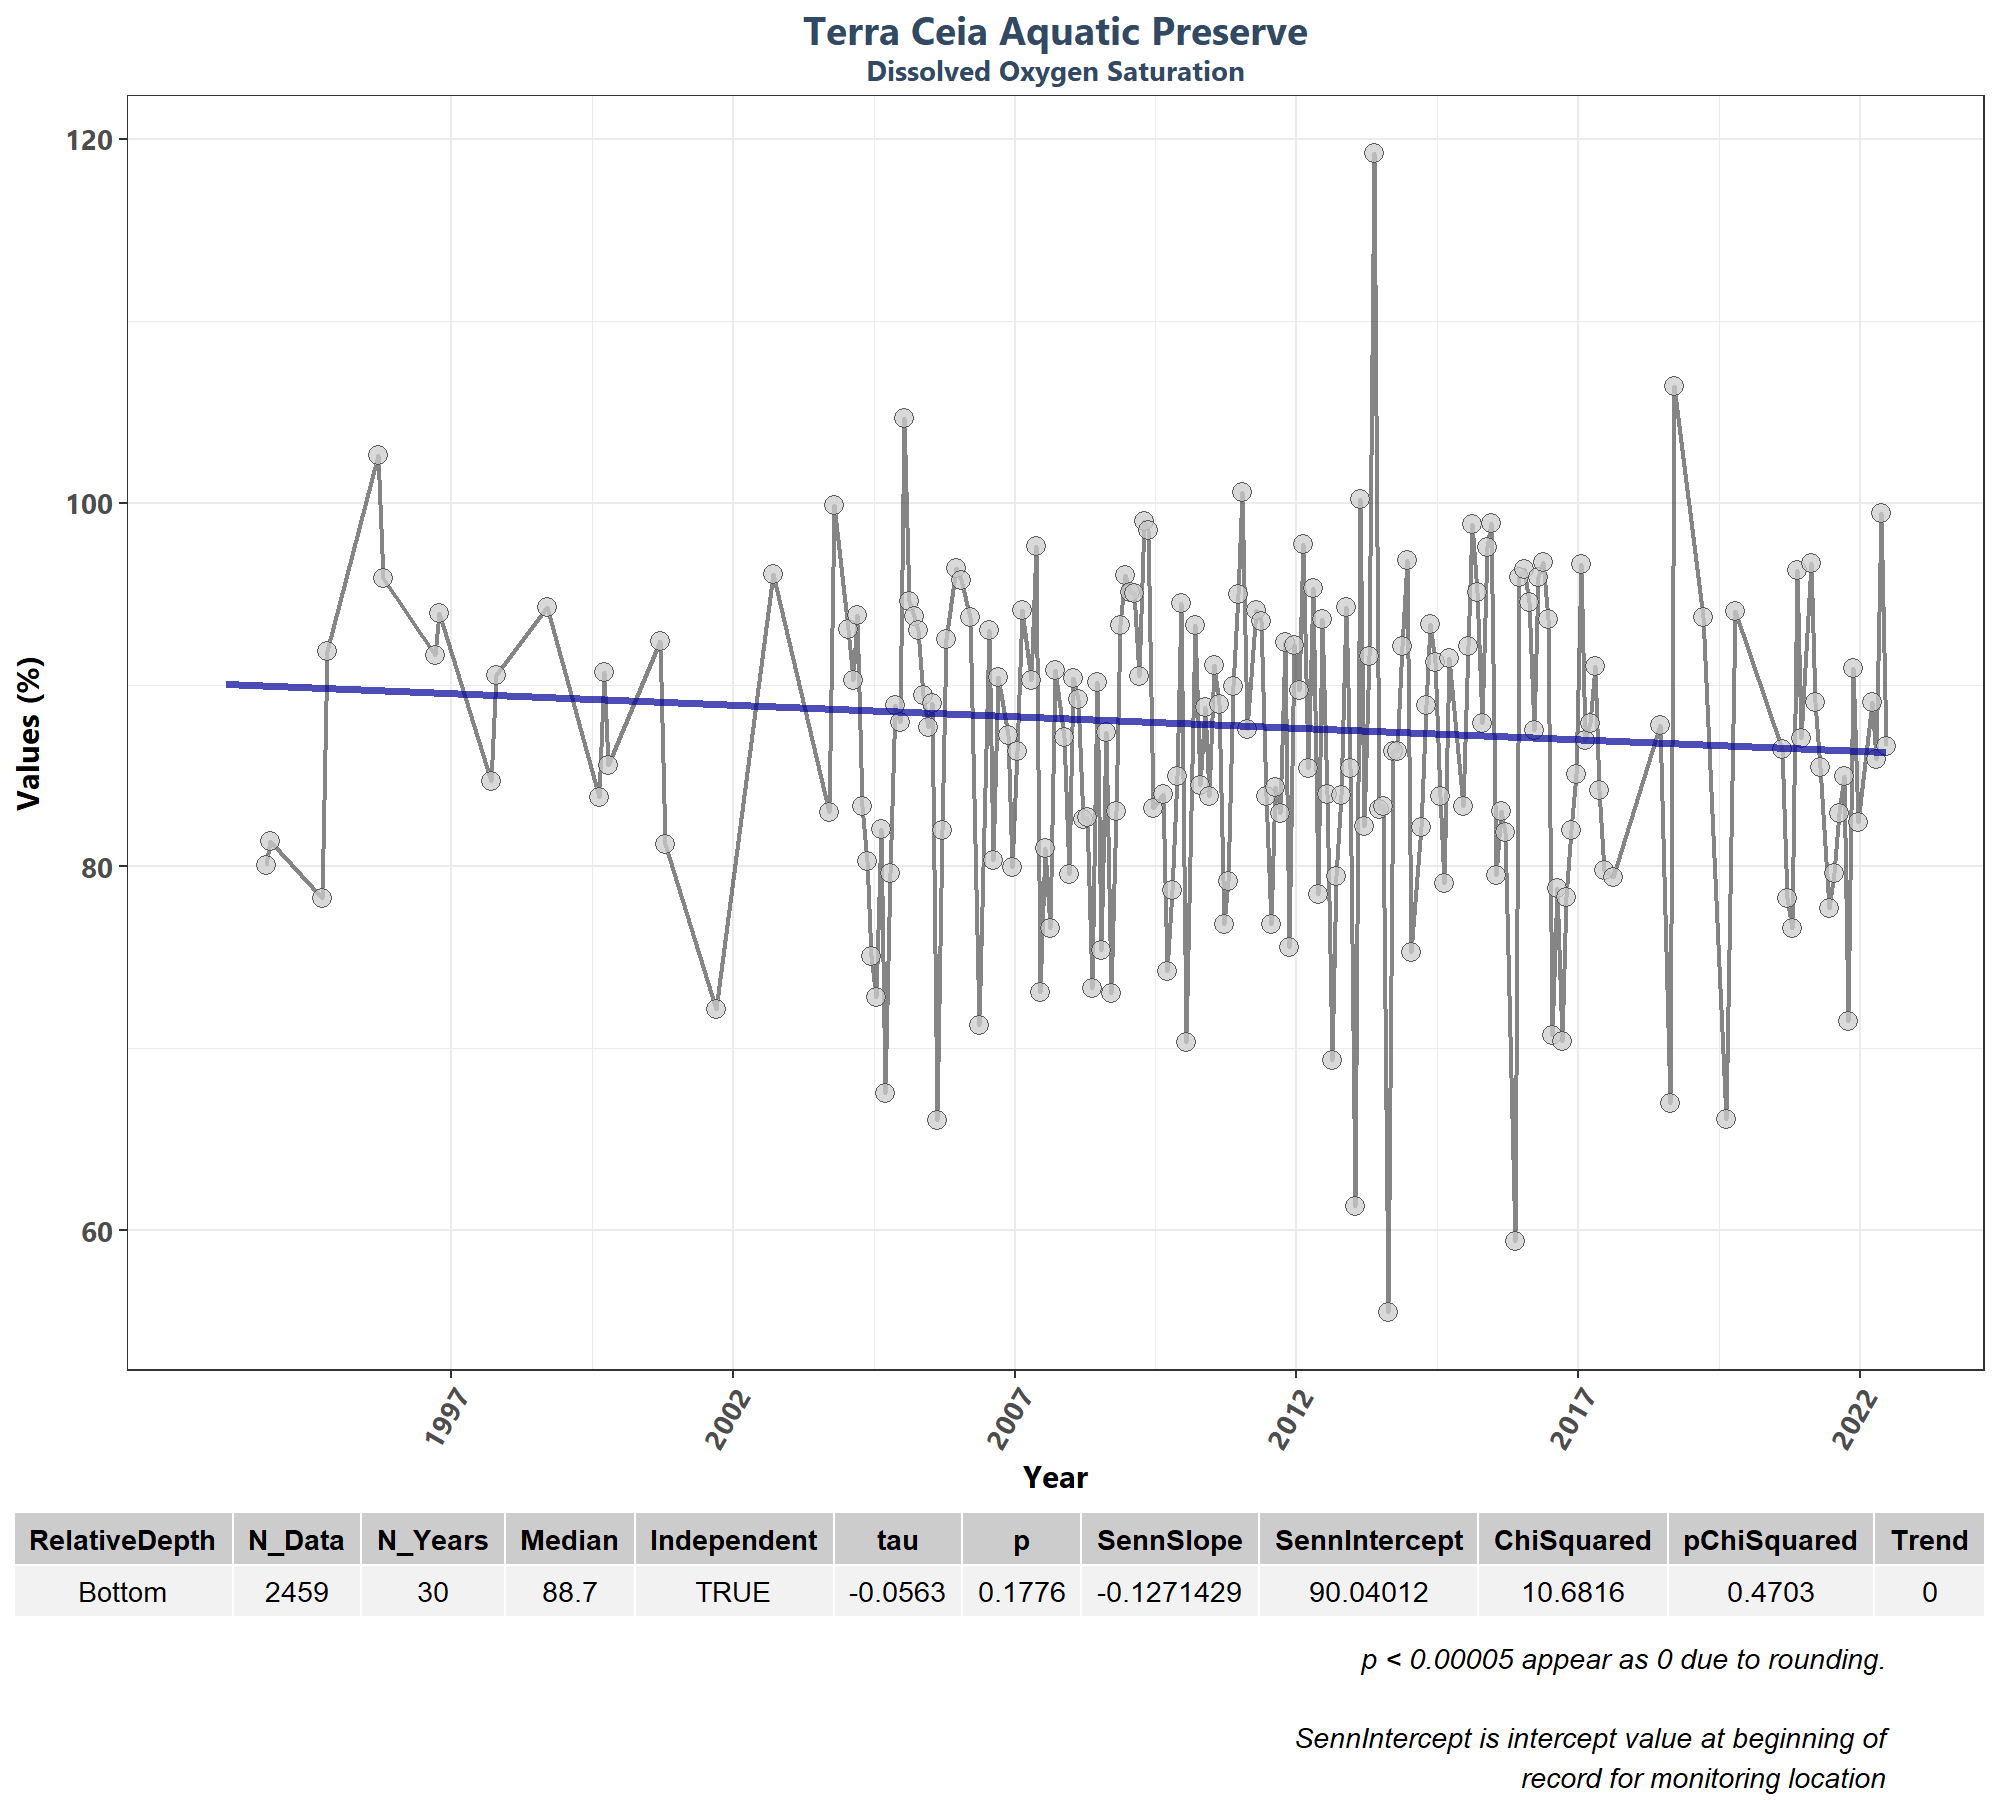 Terra Ceia Aquatic Preserve
Dissolved Oxygen Saturation
Values (%)
120
100
80
60
1997
2002
2007
2012
2017
2022
Year
RelativeDepth N_Data N_Years Median Independent tau p SennSlope SennIntercept ChiSquared pChiSquared Trend
Bottom 2459 30 88.7 TRUE -0.0563 0.1776 -0.1271429 90.04012 10.6816 0.4703 0
p < 0.00005 appear as 0 due to rounding.
SennIntercept is intercept value at beginning of
record for monitoring location